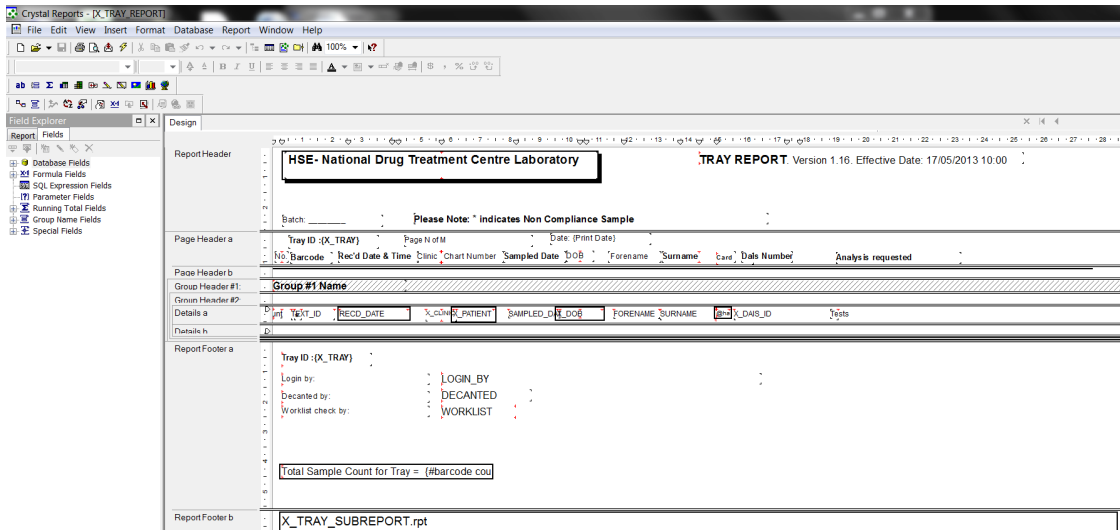 Crystal Reports - [X_TRAY_REPORT]
File Edit View Insert Format Database Report Window Help
100%
Field Explorer
Report Fields
Database Fields
Formula Fields
SQL Expression Fields
Parameter Fields
Running Total Fields
Group Name Fields
Special Fields
Design
Report Header
HSE- National Drug Treatment Centre Laboratory
TRAY REPORT. Version 1.16. Effective Date: 17/05/2013 10:00
Batch: ________
Please Note: * indicates Non Compliance Sample
Page Header a
Tray ID :{X_TRAY} Page N of M Date: {Print Date}
No. Barcode Rec'd Date & Time Clinic Chart Number Sampled Date DOB Forename Surname Card Dais Number Analysis requested
Page Header b
Group Header #1: Group #1 Name
Group Header #2:
Details a
TEXT_ID RECD_DATE X_CLINI X_PATIENT SAMPLED_DA X_DOB FORENAME SURNAME @ha X_DAIS_ID Tests
Details b
Report Footer a
Tray ID :{X_TRAY}
Login by: LOGIN_BY
Decanted by: DECANTED
Worklist check by: WORKLIST
Total Sample Count for Tray = {#barcode cou
Report Footer b
X_TRAY_SUBREPORT.rpt